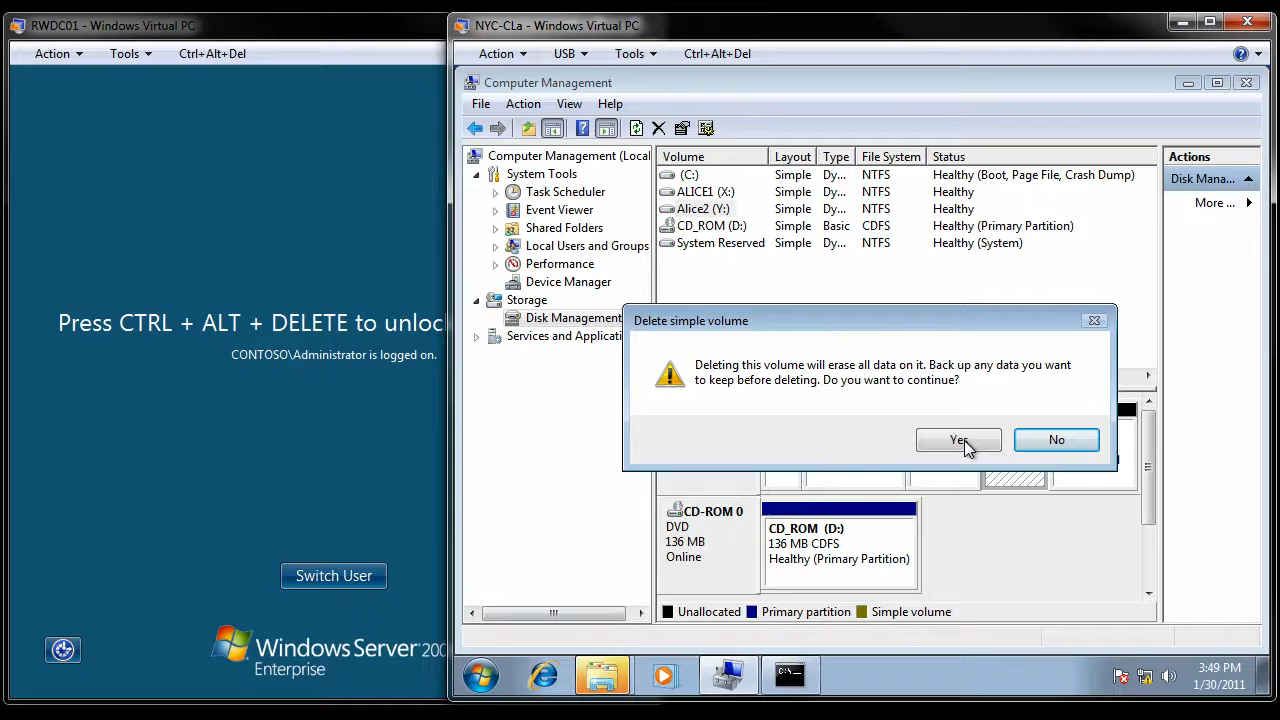 RWDC01 - Windows Virtual PC
Action Tools Ctrl+Alt+Del
Press CTRL + ALT + DELETE to unloc
CONTOSO\Administrator is logged on.
Switch User
Windows Server 200
Enterprise
NYC-CLa - Windows Virtual PC
Action USB Tools Ctrl+Alt+Del
Computer Management
File Action View Help
Computer Management (Local
System Tools
Task Scheduler
Event Viewer
Shared Folders
Local Users and Groups
Performance
Device Manager
Storage
Disk Management
Services and Applicati
Volume Layout Type File System Status
(C:) Simple Dy... NTFS Healthy (Boot, Page File, Crash Dump)
ALICE1 (X:) Simple Dy... NTFS Healthy
Alice2 (Y:) Simple Dy... NTFS Healthy
CD_ROM (D:) Simple Basic CDFS Healthy (Primary Partition)
System Reserved Simple Dy... NTFS Healthy (System)
Actions
Disk Mana...
More ...
Delete simple volume
Deleting this volume will erase all data on it. Back up any data you want
to keep before deleting. Do you want to continue?
Yes No
CD-ROM 0
DVD
136 MB
Online
CD_ROM (D:)
136 MB CDFS
Healthy (Primary Partition)
Unallocated Primary partition Simple volume
C:\.
3:49 PM
1/30/2011